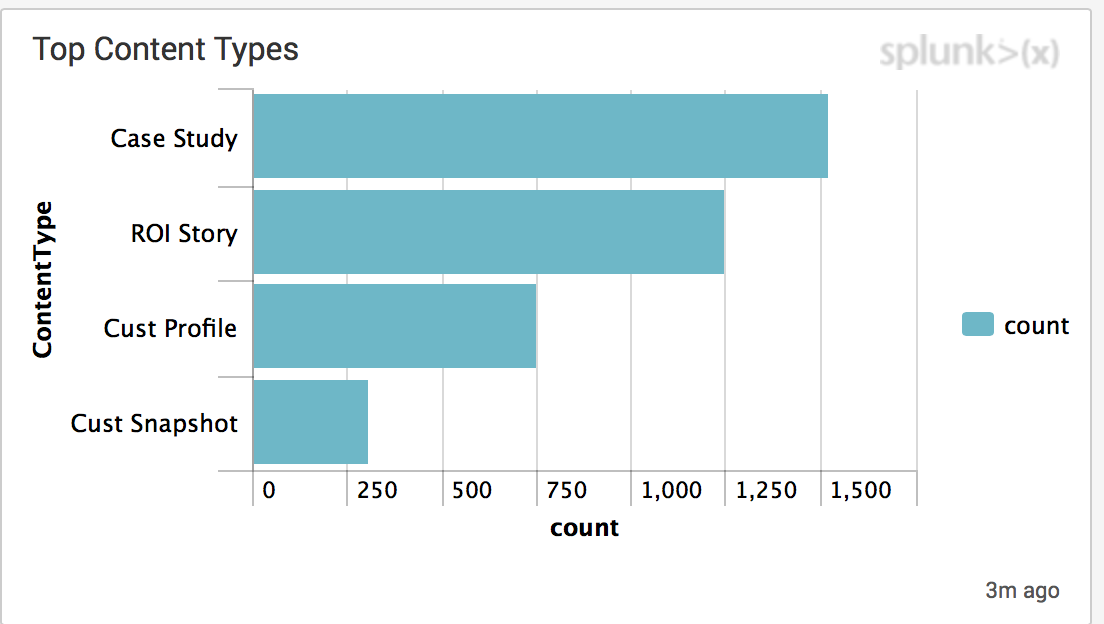 Top Content Types
splunk>(x)
Case Study
ROI Story
Cust Profile
Cust Snapshot
ContentType
count
0 250 500 750 1,000 1,250 1,500
count
3m ago